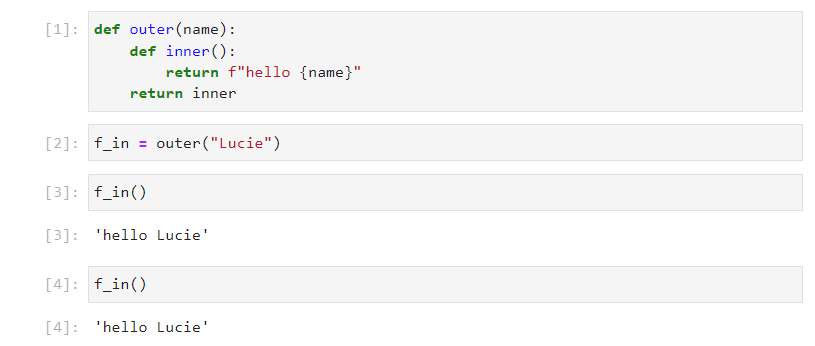 [1]: def outer(name):
    def inner():
        return f"hello {name}"
    return inner
[2]: f_in = outer("Lucie")
[3]: f_in()
[3]: 'hello Lucie'
[4]: f_in()
[4]: 'hello Lucie'